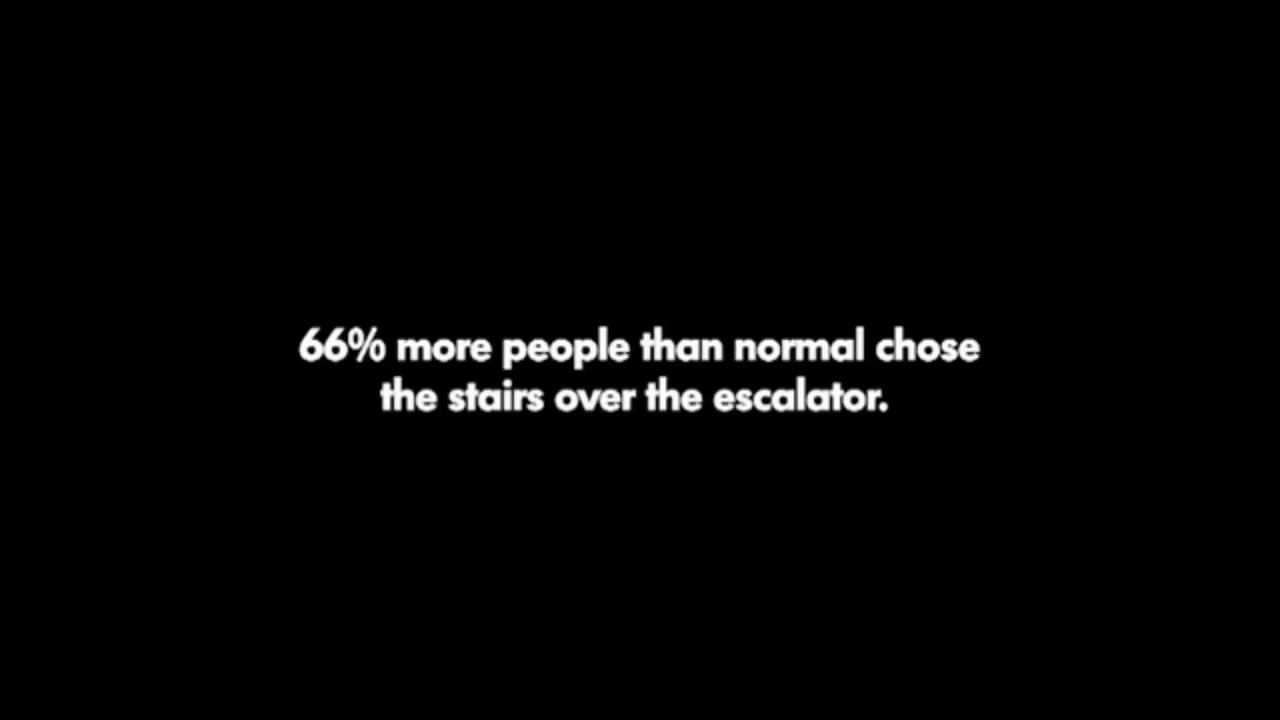 66% more people than normal chose
the stairs over the escalator.